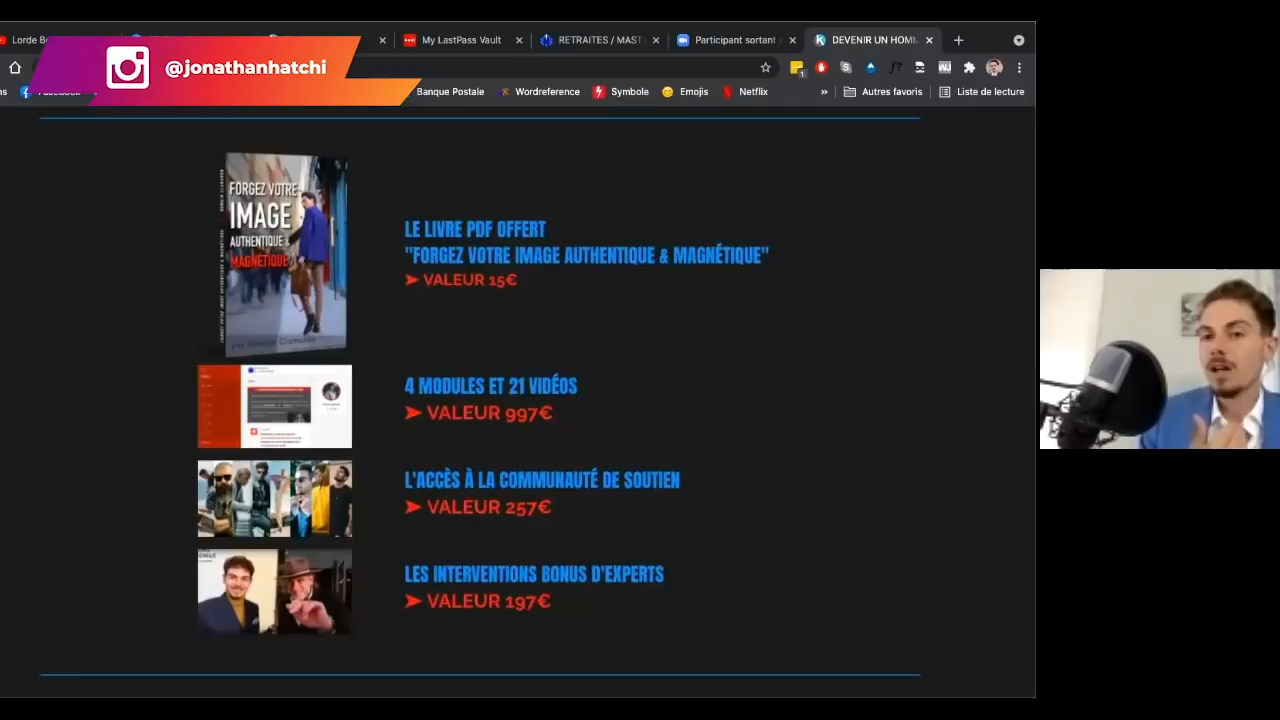 Lorde B
My LastPass Vault
RETRAITES / MAST
Participant sortant
DEVENIR UN HOM
@jonathanhatchi
Facebook
Banque Postale
Wordreference
Symbole
Emojis
Netflix
»
Autres favoris
Liste de lecture
FORGEZ VOTRE
IMAGE
AUTHENTIQUE &
MAGNÉTIQUE
LE LIVRE PDF OFFERT
"FORGEZ VOTRE IMAGE AUTHENTIQUE & MAGNÉTIQUE"
➤ VALEUR 15€
4 MODULES ET 21 VIDÉOS
➤ VALEUR 997€
L'ACCÈS À LA COMMUNAUTÉ DE SOUTIEN
➤ VALEUR 257€
LES INTERVENTIONS BONUS D'EXPERTS
➤ VALEUR 197€